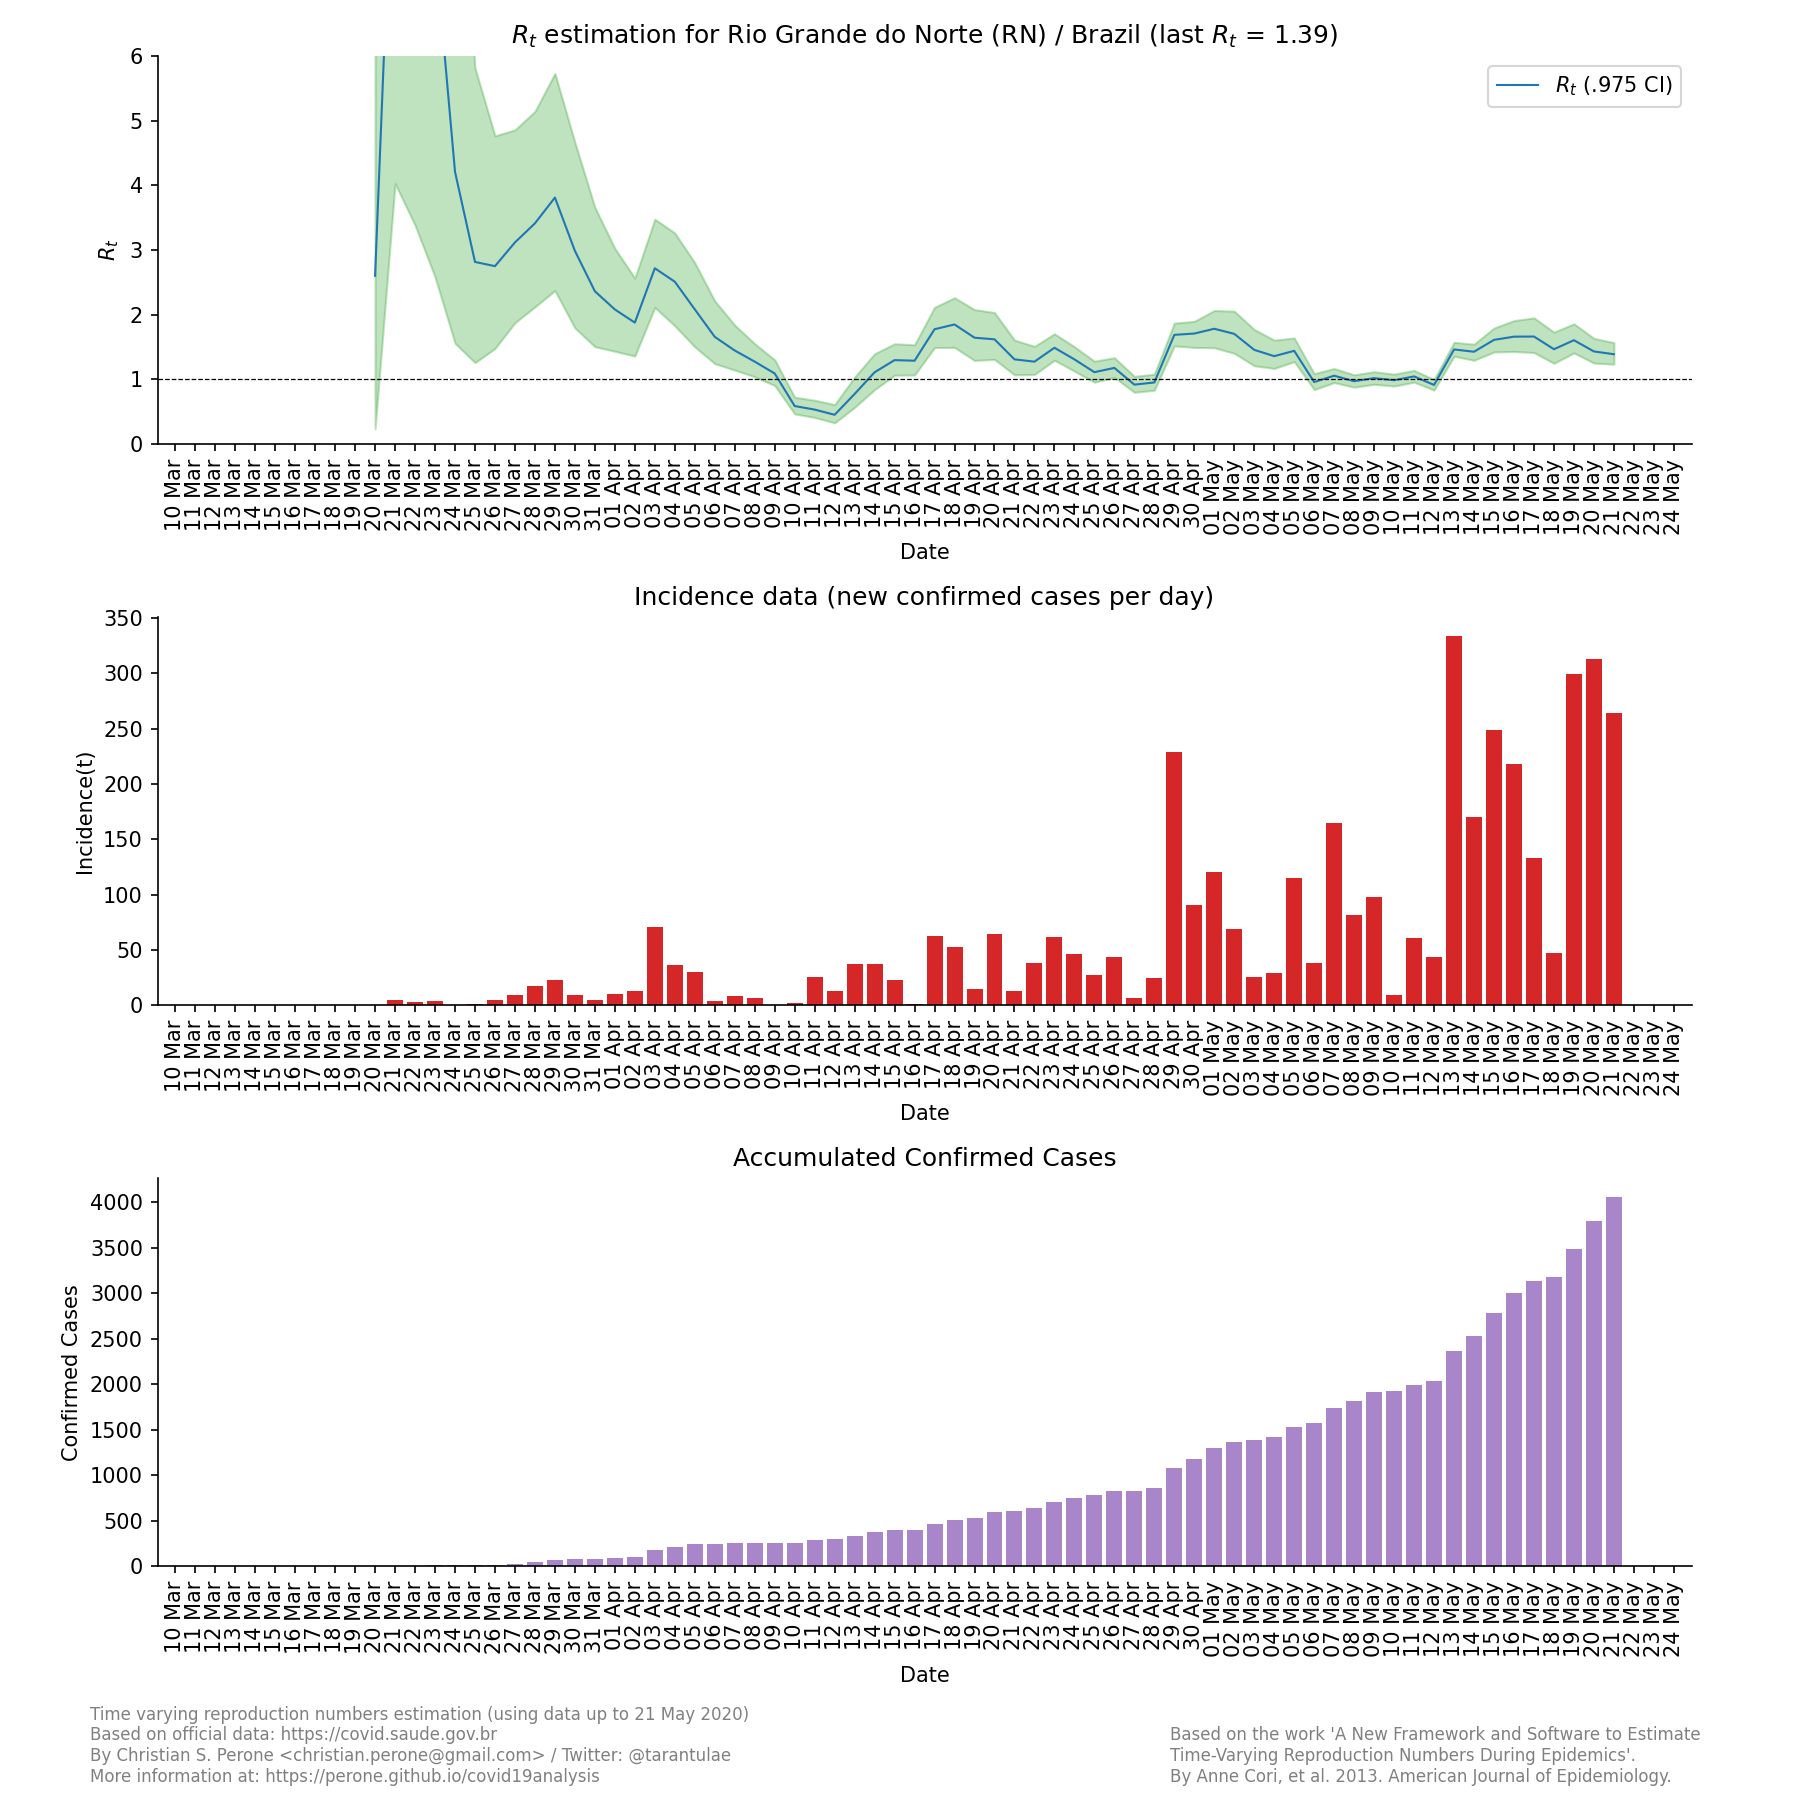 Rt estimation for Rio Grande do Norte (RN) / Brazil (last Rt = 1.39)
Rt (.975 CI)
6
5
4
3
2
1
0
Rt
10 Mar 11 Mar 12 Mar 13 Mar 14 Mar 15 Mar 16 Mar 17 Mar 18 Mar 19 Mar 20 Mar 21 Mar 22 Mar 23 Mar 24 Mar 25 Mar 26 Mar 27 Mar 28 Mar 29 Mar 30 Mar 31 Mar 01 Apr 02 Apr 03 Apr 04 Apr 05 Apr 06 Apr 07 Apr 08 Apr 09 Apr 10 Apr 11 Apr 12 Apr 13 Apr 14 Apr 15 Apr 16 Apr 17 Apr 18 Apr 19 Apr 20 Apr 21 Apr 22 Apr 23 Apr 24 Apr 25 Apr 26 Apr 27 Apr 28 Apr 29 Apr 30 Apr 01 May 02 May 03 May 04 May 05 May 06 May 07 May 08 May 09 May 10 May 11 May 12 May 13 May 14 May 15 May 16 May 17 May 18 May 19 May 20 May 21 May 22 May 23 May 24 May
Date
Incidence data (new confirmed cases per day)
350
300
250
200
150
100
50
0
Incidence(t)
10 Mar 11 Mar 12 Mar 13 Mar 14 Mar 15 Mar 16 Mar 17 Mar 18 Mar 19 Mar 20 Mar 21 Mar 22 Mar 23 Mar 24 Mar 25 Mar 26 Mar 27 Mar 28 Mar 29 Mar 30 Mar 31 Mar 01 Apr 02 Apr 03 Apr 04 Apr 05 Apr 06 Apr 07 Apr 08 Apr 09 Apr 10 Apr 11 Apr 12 Apr 13 Apr 14 Apr 15 Apr 16 Apr 17 Apr 18 Apr 19 Apr 20 Apr 21 Apr 22 Apr 23 Apr 24 Apr 25 Apr 26 Apr 27 Apr 28 Apr 29 Apr 30 Apr 01 May 02 May 03 May 04 May 05 May 06 May 07 May 08 May 09 May 10 May 11 May 12 May 13 May 14 May 15 May 16 May 17 May 18 May 19 May 20 May 21 May 22 May 23 May 24 May
Date
Accumulated Confirmed Cases
4000
3500
3000
2500
2000
1500
1000
500
0
Confirmed Cases
10 Mar 11 Mar 12 Mar 13 Mar 14 Mar 15 Mar 16 Mar 17 Mar 18 Mar 19 Mar 20 Mar 21 Mar 22 Mar 23 Mar 24 Mar 25 Mar 26 Mar 27 Mar 28 Mar 29 Mar 30 Mar 31 Mar 01 Apr 02 Apr 03 Apr 04 Apr 05 Apr 06 Apr 07 Apr 08 Apr 09 Apr 10 Apr 11 Apr 12 Apr 13 Apr 14 Apr 15 Apr 16 Apr 17 Apr 18 Apr 19 Apr 20 Apr 21 Apr 22 Apr 23 Apr 24 Apr 25 Apr 26 Apr 27 Apr 28 Apr 29 Apr 30 Apr 01 May 02 May 03 May 04 May 05 May 06 May 07 May 08 May 09 May 10 May 11 May 12 May 13 May 14 May 15 May 16 May 17 May 18 May 19 May 20 May 21 May 22 May 23 May 24 May
Date
Time varying reproduction numbers estimation (using data up to 21 May 2020)
Based on official data: https://covid.saude.gov.br
By Christian S. Perone <christian.perone@gmail.com> / Twitter: @tarantulae
More information at: https://perone.github.io/covid19analysis
Based on the work 'A New Framework and Software to Estimate
Time-Varying Reproduction Numbers During Epidemics'.
By Anne Cori, et al. 2013. American Journal of Epidemiology.